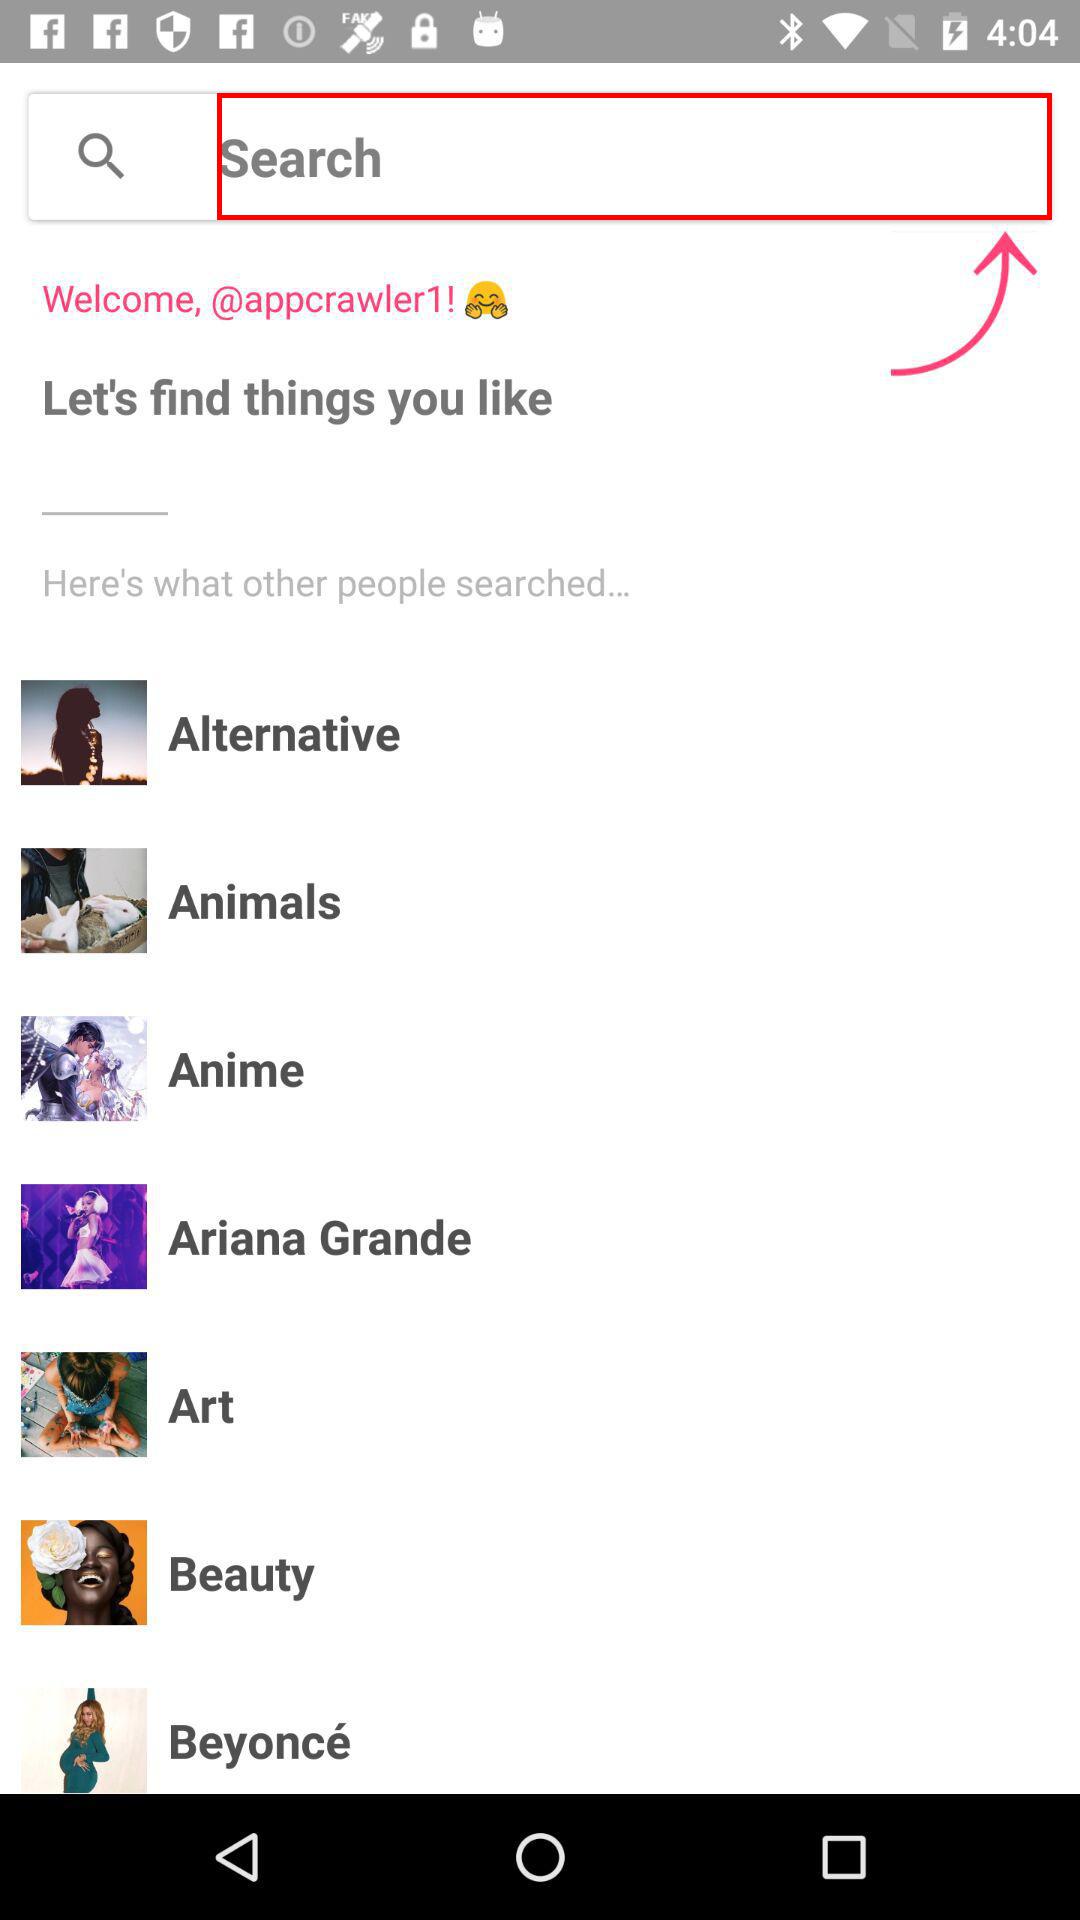 FAKE
4:04
Search
Welcome, @appcrawler1! 🤗
Let's find things you like
Here's what other people searched...
Alternative
Animals
Anime
Ariana Grande
Art
Beauty
Beyoncé